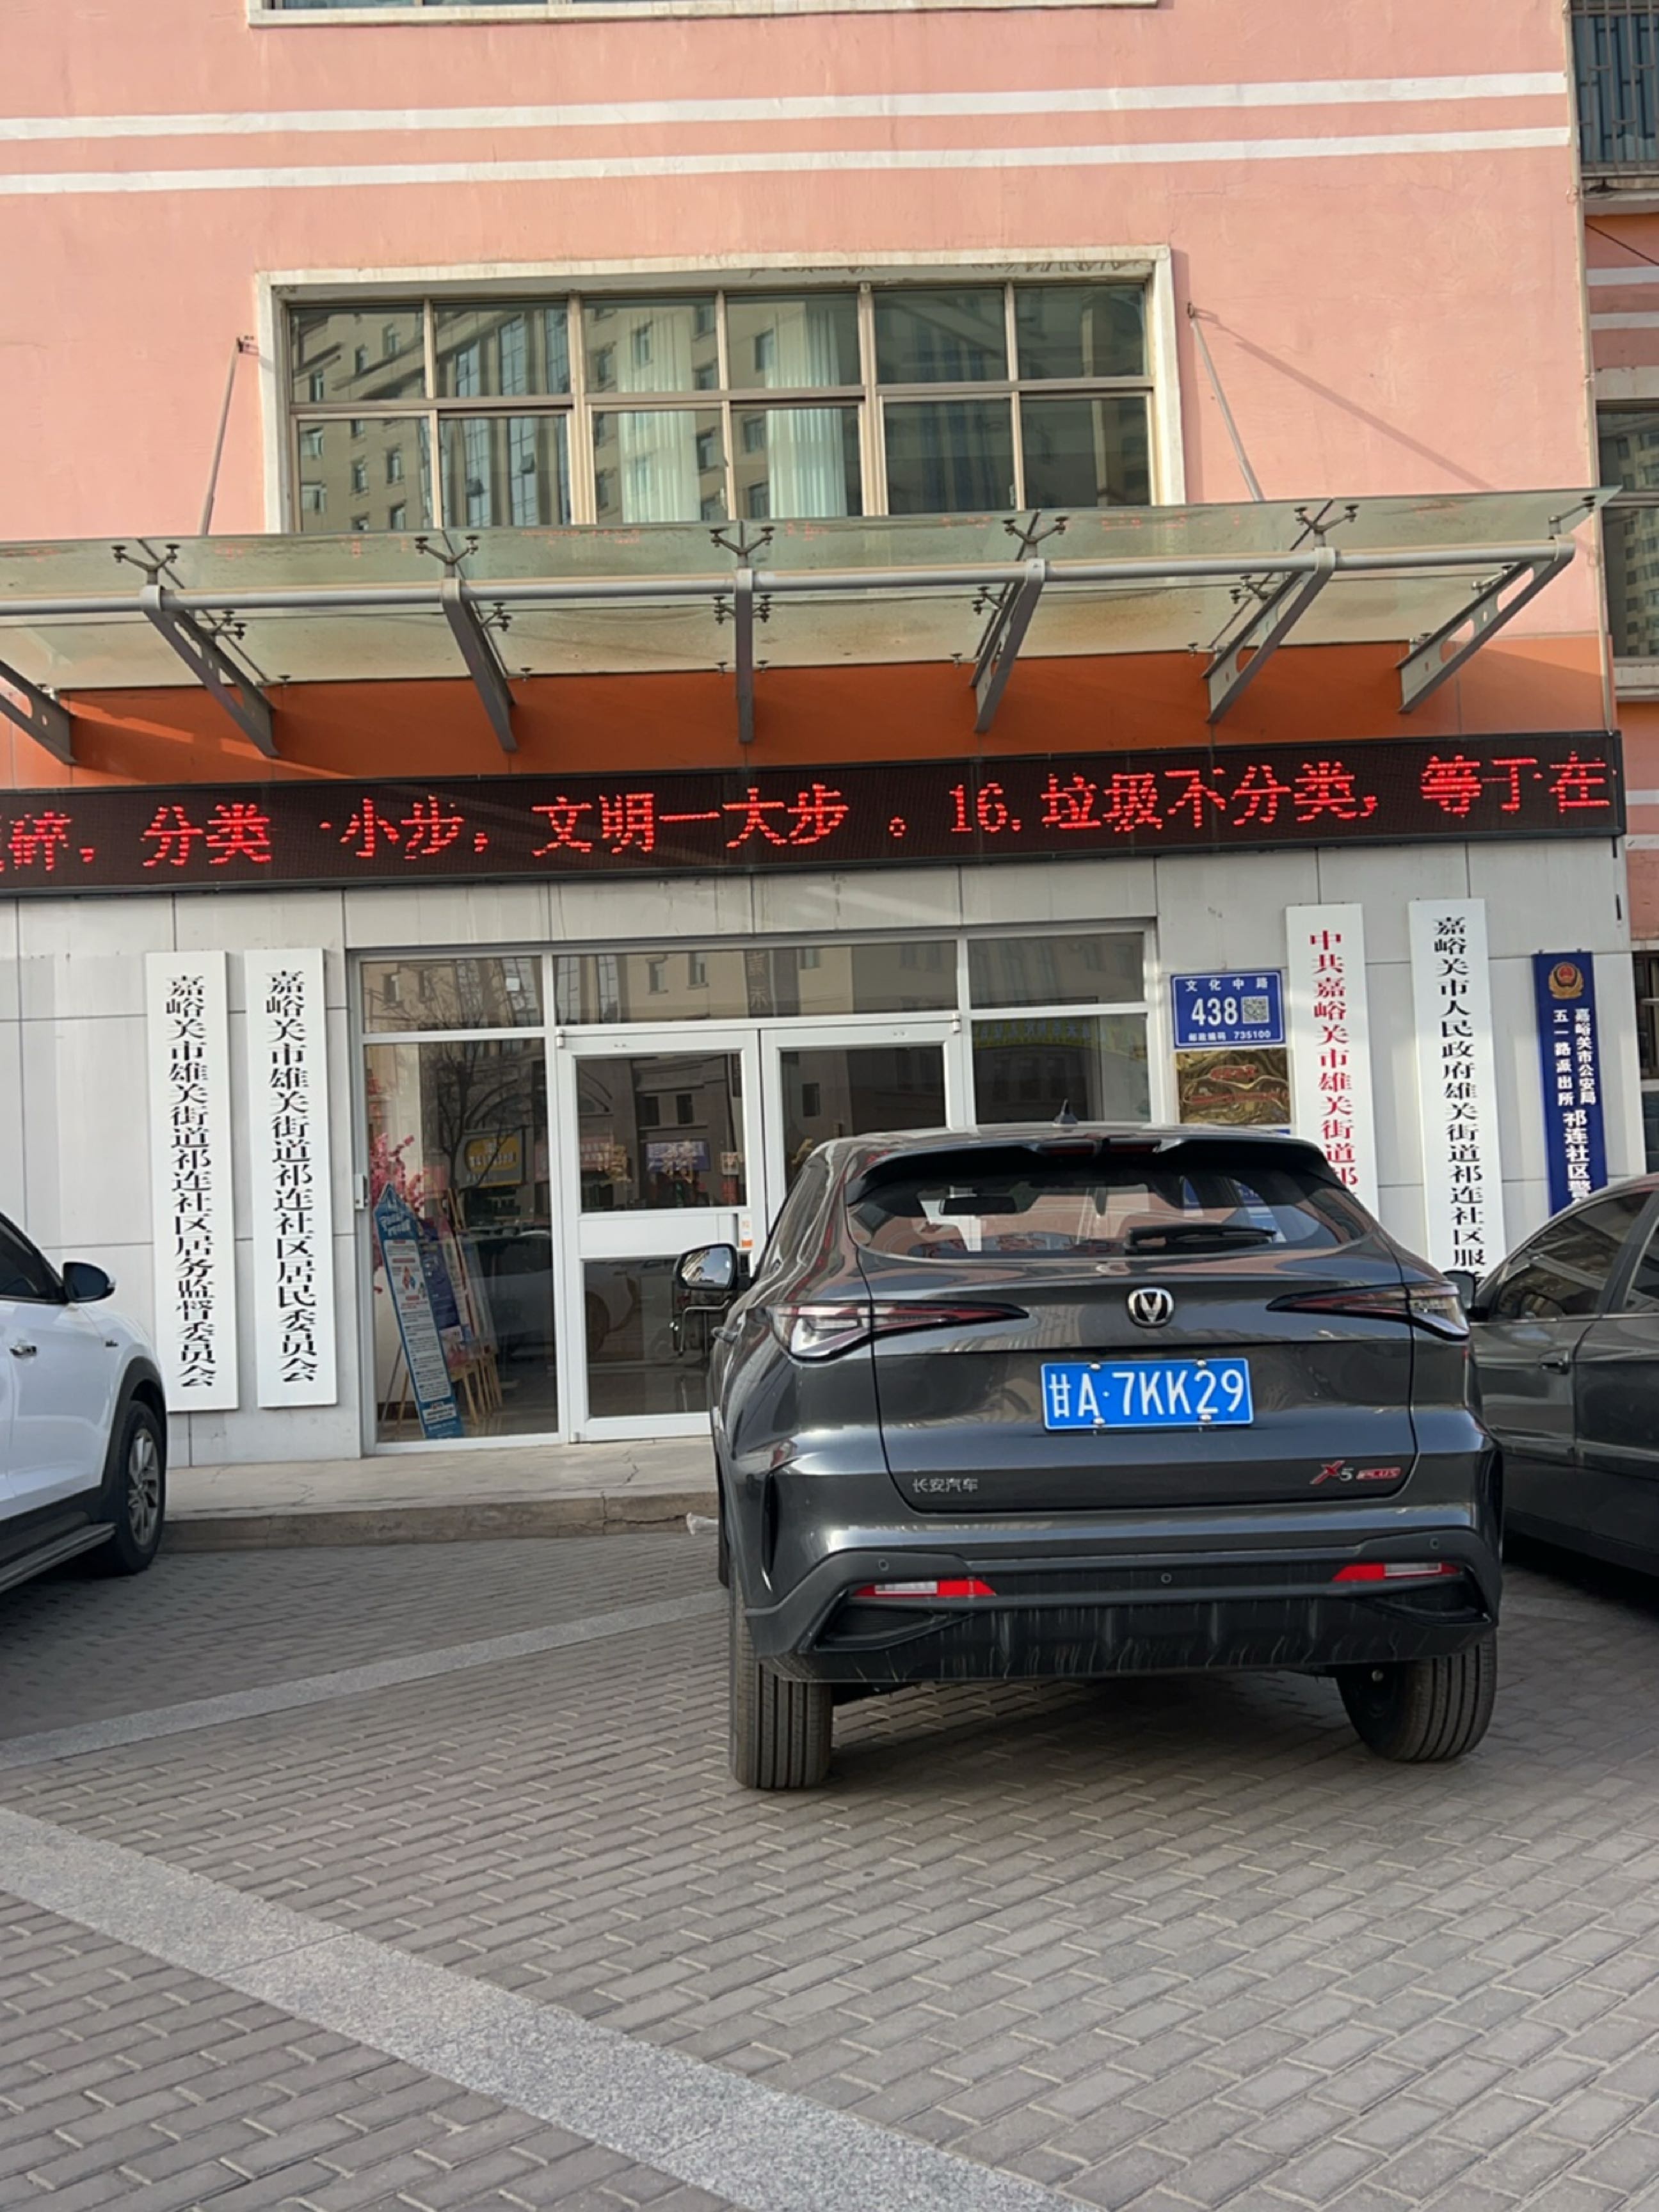 碎，分类一小步，文明一大步。16.垃圾不分类，等于在
嘉峪关市雄关街道祁连社区居务监督委员会
嘉峪关市雄关街道祁连社区居民委员会
文化中路
438
邮政编码 735100
中共嘉峪关市雄关街道祁
嘉峪关市人民政府雄关街道祁连社区服务
嘉峪关市公安局
五一路派出所
祁连社区警
甘A·7KK29
长安汽车
X5 PLUS